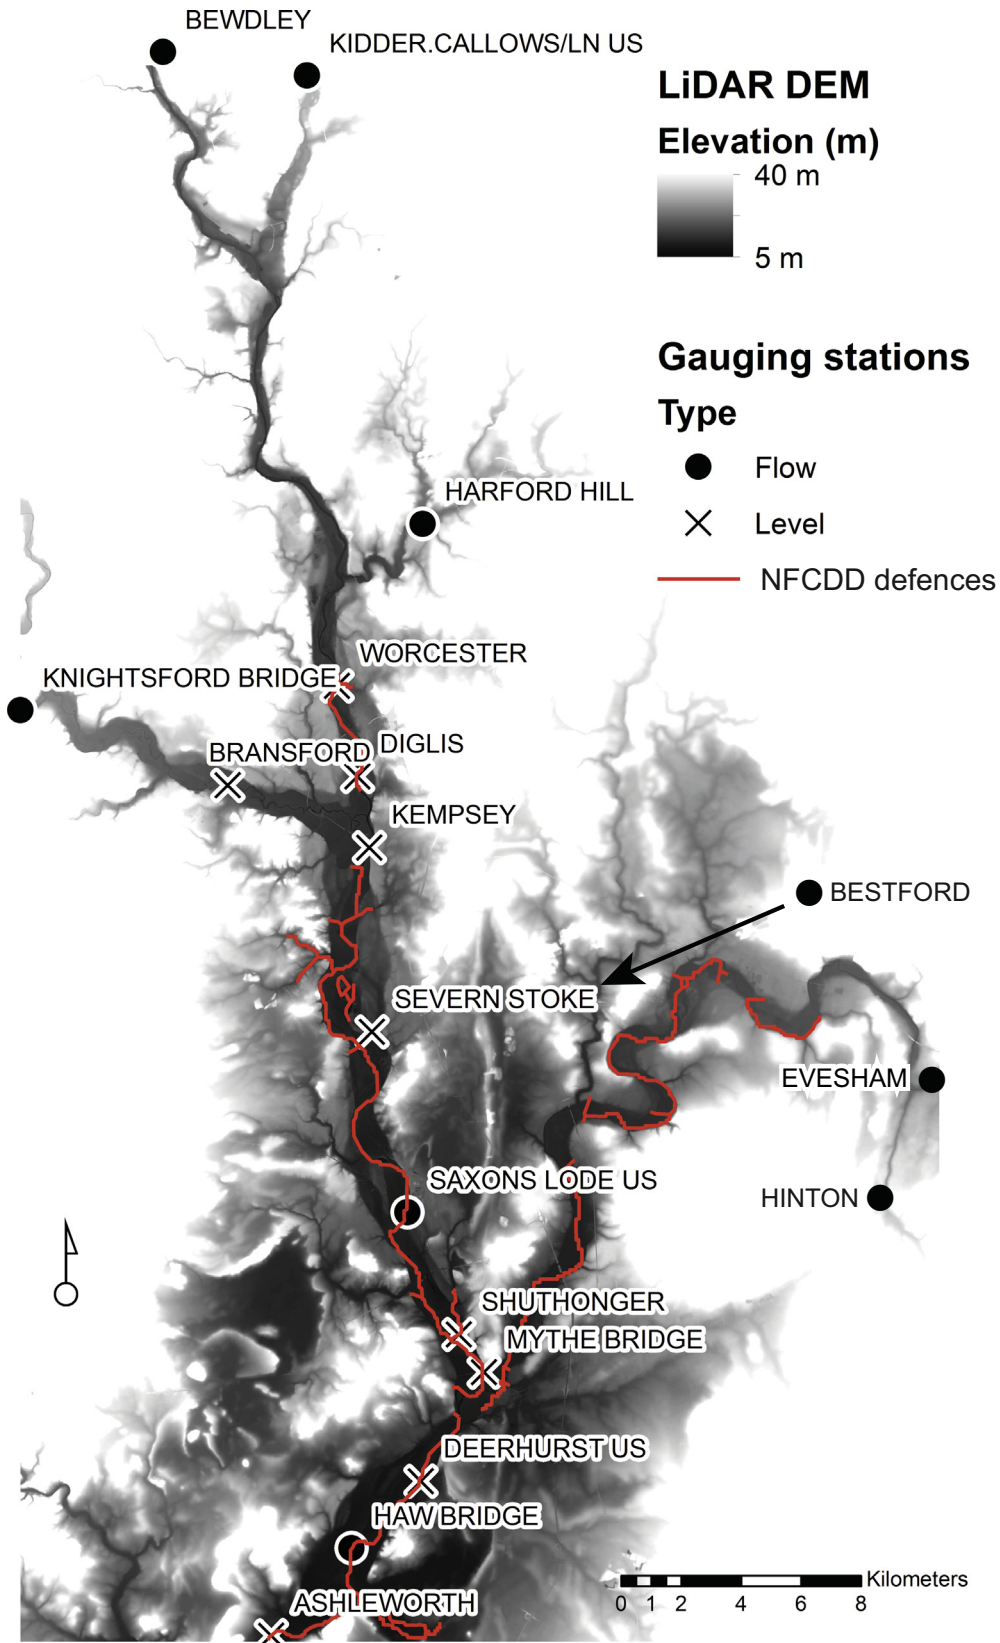 BEWDLEY
KIDDER.CALLOWS/LN US
LiDAR DEM
Elevation (m)
40 m
5 m
Gauging stations
Type
Flow
Level
NFCDD defences
HARFORD HILL
WORCESTER
KNIGHTSFORD BRIDGE
DIGLIS
BRANSFORD
KEMPSEY
BESTFORD
SEVERN STOKE
EVESHAM
SAXONS LODE US
HINTON
SHUTHONGER
MYTHE BRIDGE
DEERHURST US
HAW BRIDGE
ASHLEWORTH
Kilometers
0 1 2 4 6 8